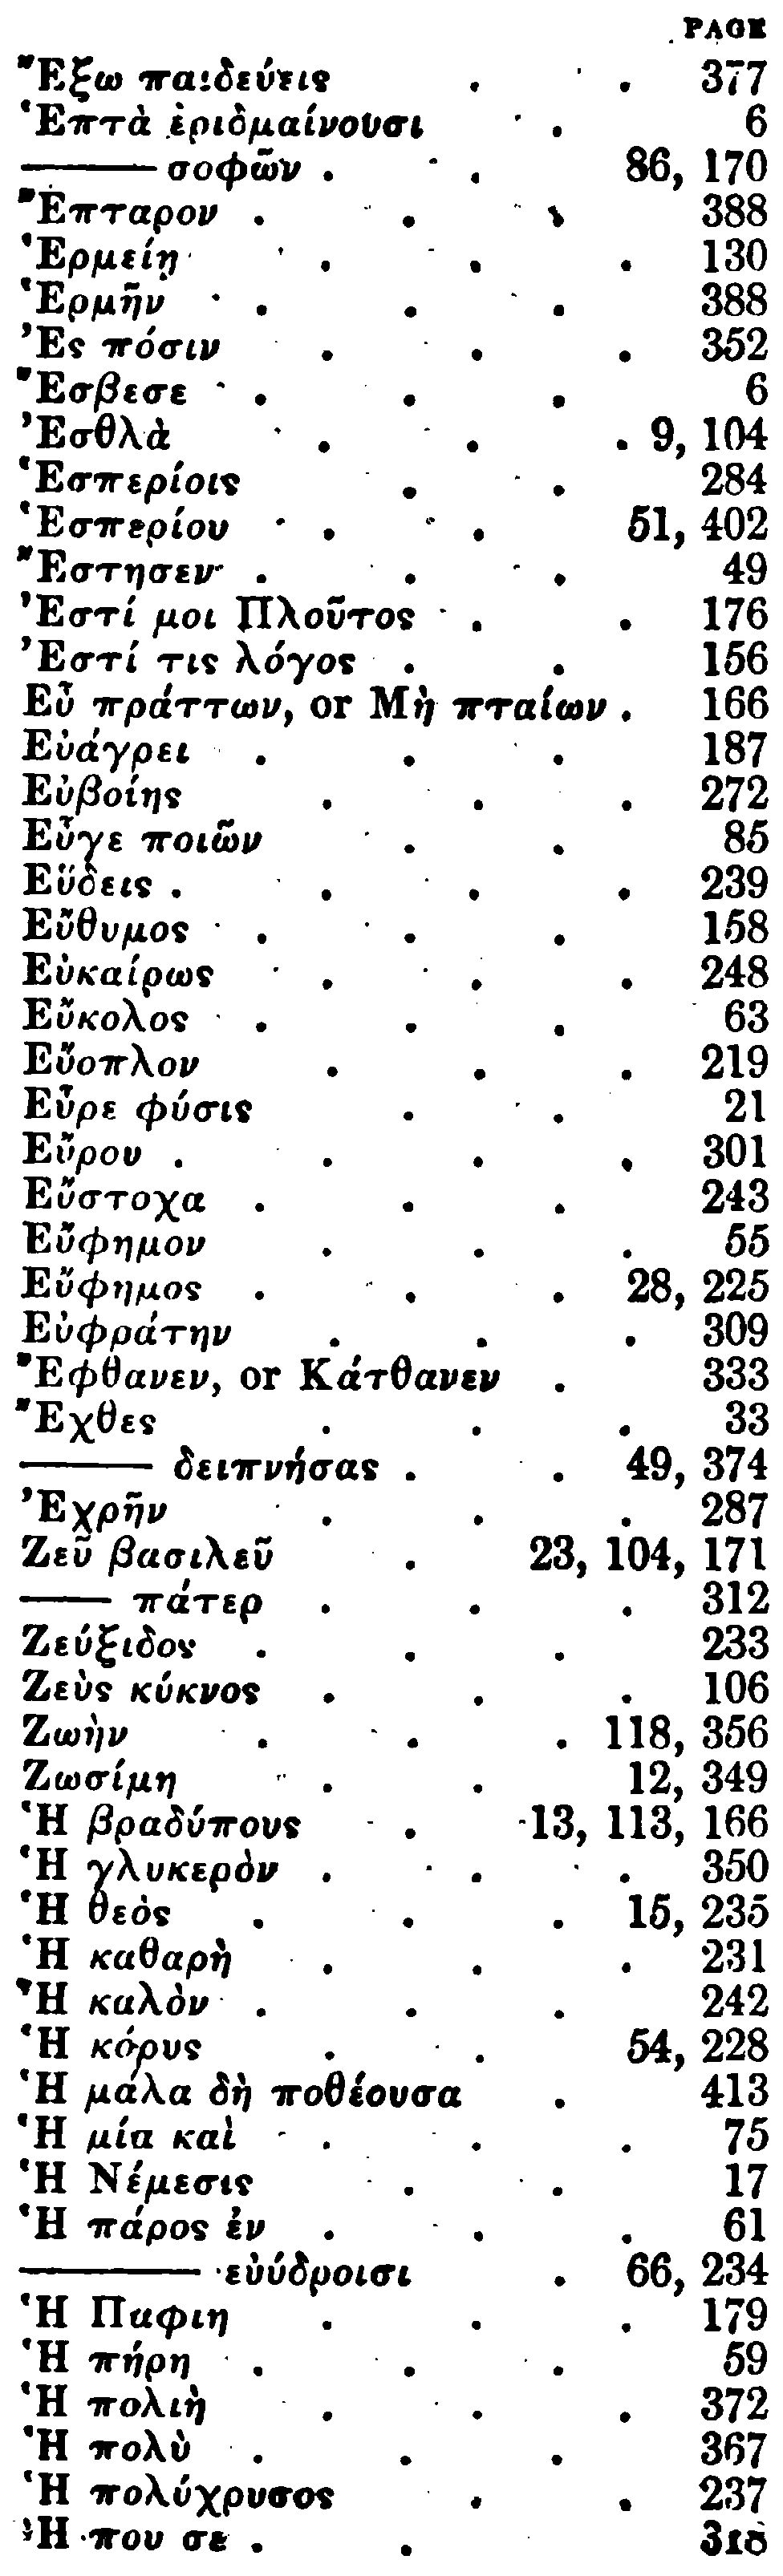 PAGE
Ἔξω παιδεύεις . . 377
Ἑπτὰ ἐριδμαίνουσι . 6
——— σοφῶν . . 86, 170
Ἔπταρον . . . 388
Ἑρμείῃ . . . 130
Ἑρμῆν . . . 388
Ἐς πόσιν . . . 352
Ἔσβεσε . . . 6
Ἐσθλὰ . . . 9, 104
Ἑσπερίοις . . 284
Ἑσπερίου . . 51, 402
Ἔστησεν . . . 49
Ἐστί μοι Πλοῦτος . . 176
Ἐστί τις λόγος . . 156
Εὖ πράττων, or Μὴ πταίων . 166
Εὐάγρει . . . 187
Εὐβοίης . . . 272
Εὖγε ποιῶν . . 85
Εὕδεις . . . . 239
Εὔθυμος . . . 158
Εὐκαίρως . . . 248
Εὔκολος . . . 63
Εὔοπλον . . . 219
Εὗρε φύσις . . 21
Εὔρου . . . . 301
Εὔστοχα . . . 243
Εὔφημον . . . 55
Εὔφημος . . . 28, 225
Εὐφράτην . . . 309
Ἔφθανεν, or Κάτθανεν . 333
Ἔχθες . . . 33
——— δειπνήσας . . 49, 374
Ἐχρῆν . . . 287
Ζεῦ βασιλεῦ . 23, 104, 171
—— πάτερ . . . 312
Ζεύξιδος . . . 233
Ζεὺς κύκνος . . . 106
Ζωὴν . . . 118, 356
Ζωσίμη . . 12, 349
Ἡ βραδύπους . 13, 113, 166
Ἡ γλυκερὸν . . . 350
Ἡ θεὸς . . . 15, 235
Ἡ καθαρὴ . . . 231
Ἢ καλὸν . . . 242
Ἡ κόρυς . . 54, 228
Ἡ μάλα δὴ ποθέουσα . 413
Ἡ μία καὶ . . . 75
Ἡ Νέμεσις . . 17
Ἡ πάρος ἐν . . . 61
———— εὐύδροισι . 66, 234
Ἡ Παφιη . . . 179
Ἡ πήρη . . . 59
Ἡ πολιὴ . . . 372
Ἡ πολὺ . . . 367
Ἡ πολύχρυσος . . 237
Ἠ που σε . .